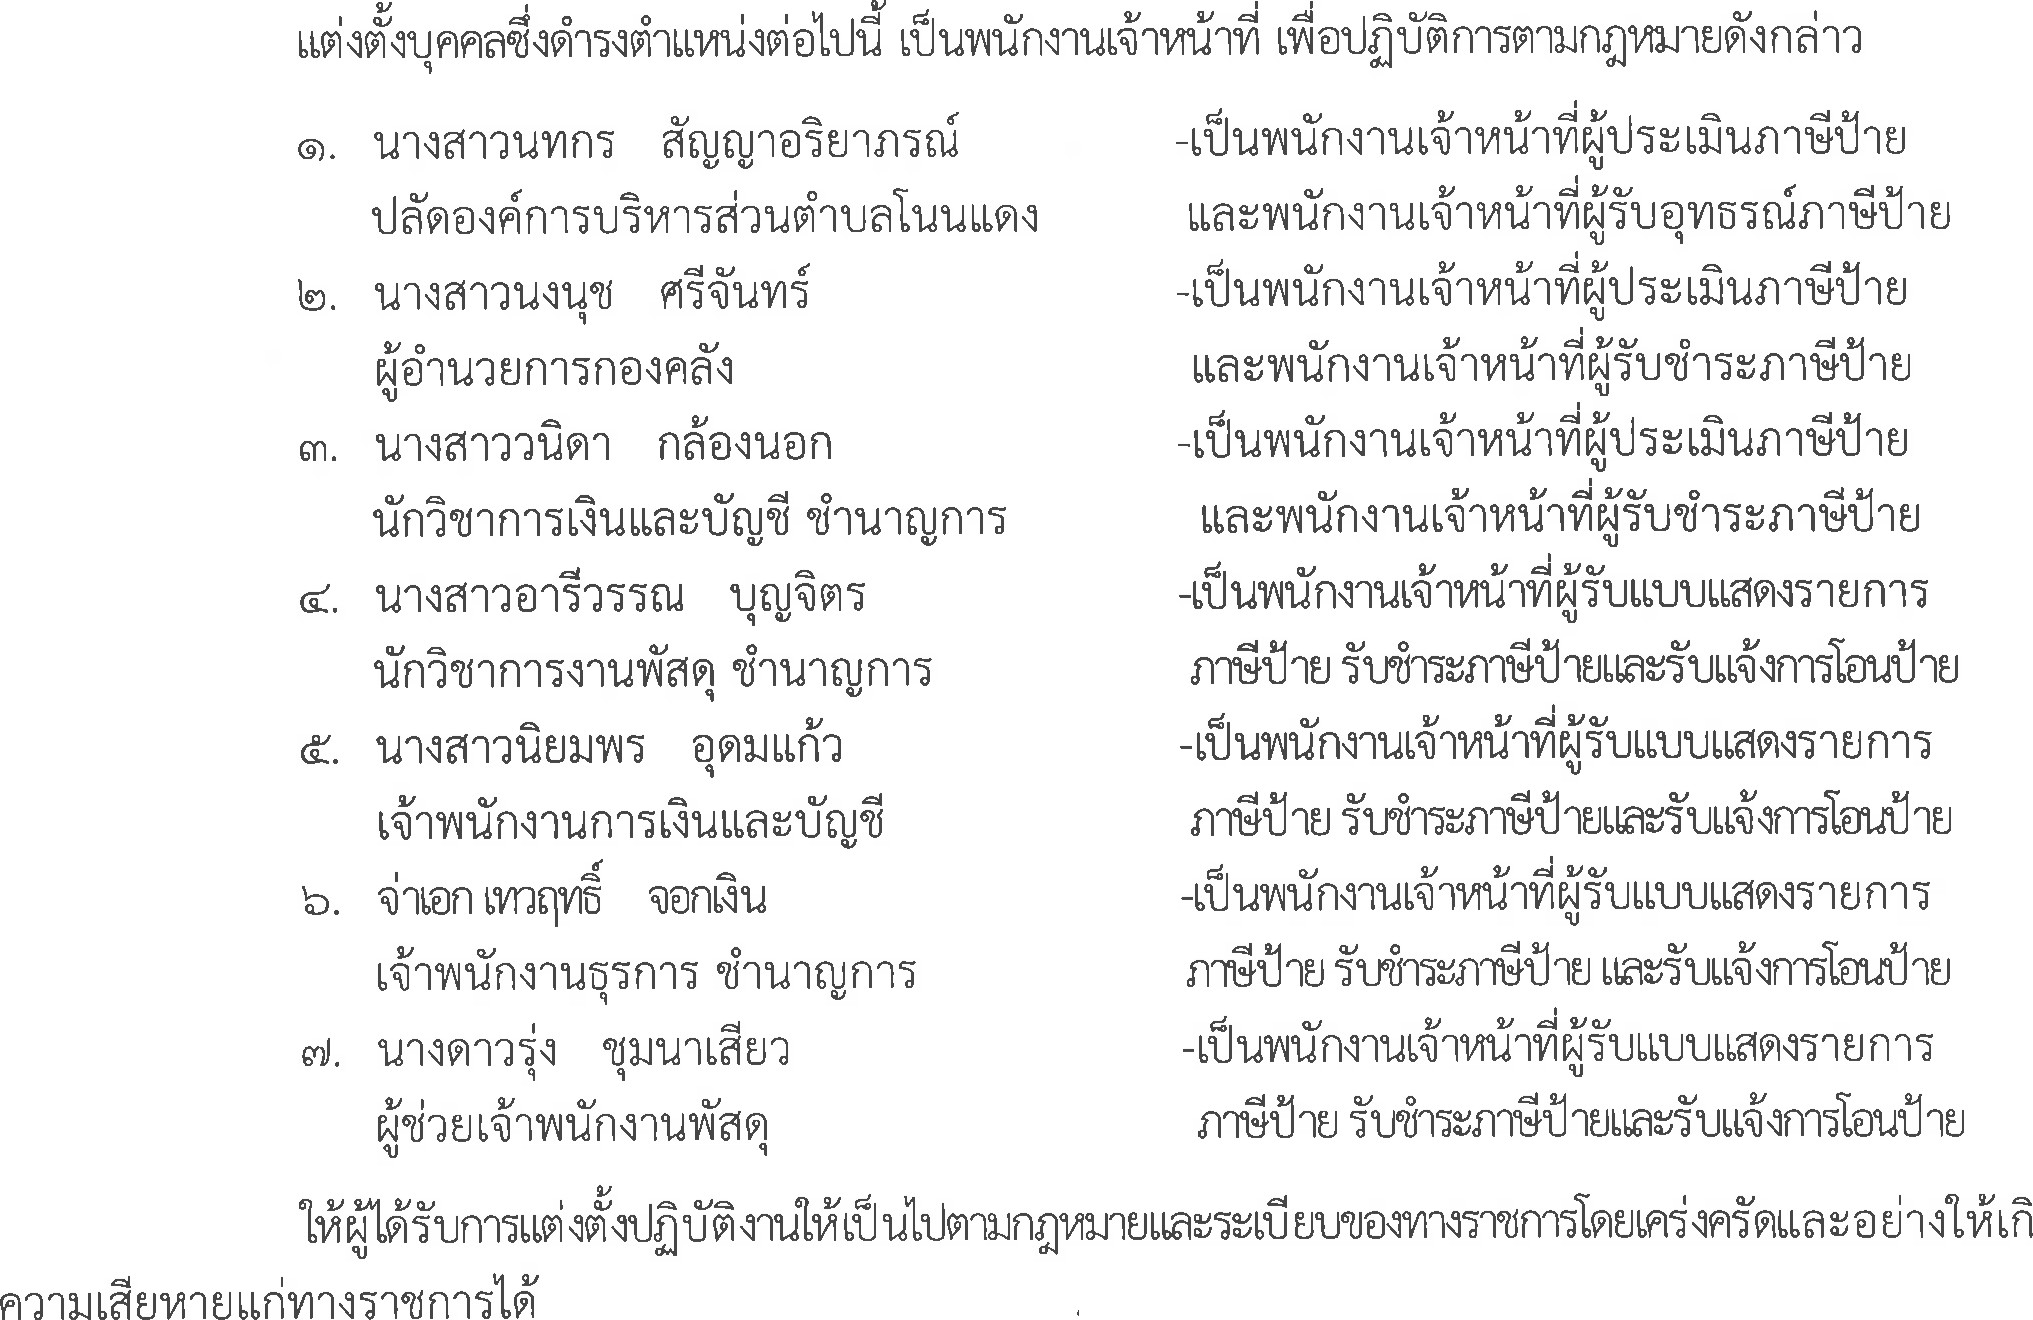 แต่งตั้งบุคคลซึ่งดำรงตำแหน่งต่อไปนี้ เป็นพนักงานเจ้าหน้าที่ เพื่อปฏิบัติการตามกฎหมายดังกล่าว
๑. นางสาวนทกร สัญญาอริยาภรณ์ -เป็นพนักงานเจ้าหน้าที่ผู้ประเมินภาษีป้าย
ปลัดองค์การบริหารส่วนตำบลโนนแดง และพนักงานเจ้าหน้าที่ผู้รับอุทธรณ์ภาษีป้าย
๒. นางสาวนงนุช ศรีจันทร์ -เป็นพนักงานเจ้าหน้าที่ผู้ประเมินภาษีป้าย
ผู้อำนวยการกองคลัง และพนักงานเจ้าหน้าที่ผู้รับชำระภาษีป้าย
๓. นางสาววนิดา กล้องนอก -เป็นพนักงานเจ้าหน้าที่ผู้ประเมินภาษีป้าย
นักวิชาการเงินและบัญชี ชำนาญการ และพนักงานเจ้าหน้าที่ผู้รับชำระภาษีป้าย
๔. นางสาวอารีวรรณ บุญจิตร -เป็นพนักงานเจ้าหน้าที่ผู้รับแบบแสดงรายการ
นักวิชาการงานพัสดุ ชำนาญการ ภาษีป้าย รับชำระภาษีป้ายและรับแจ้งการโอนป้าย
๕. นางสาวนิยมพร อุดมแก้ว -เป็นพนักงานเจ้าหน้าที่ผู้รับแบบแสดงรายการ
เจ้าพนักงานการเงินและบัญชี ภาษีป้าย รับชำระภาษีป้ายและรับแจ้งการโอนป้าย
๖. จ่าเอก เทวฤทธิ์ จอกเงิน -เป็นพนักงานเจ้าหน้าที่ผู้รับแบบแสดงรายการ
เจ้าพนักงานธุรการ ชำนาญการ ภาษีป้าย รับชำระภาษีป้าย และรับแจ้งการโอนป้าย
๗. นางดาวรุ่ง ชุมนาเสียว -เป็นพนักงานเจ้าหน้าที่ผู้รับแบบแสดงรายการ
ผู้ช่วยเจ้าพนักงานพัสดุ ภาษีป้าย รับชำระภาษีป้ายและรับแจ้งการโอนป้าย
ให้ผู้ได้รับการแต่งตั้งปฏิบัติงานให้เป็นไปตามกฎหมายและระเบียบของทางราชการโดยเคร่งครัดและอย่างให้เกิ
ความเสียหายแก่ทางราชการได้